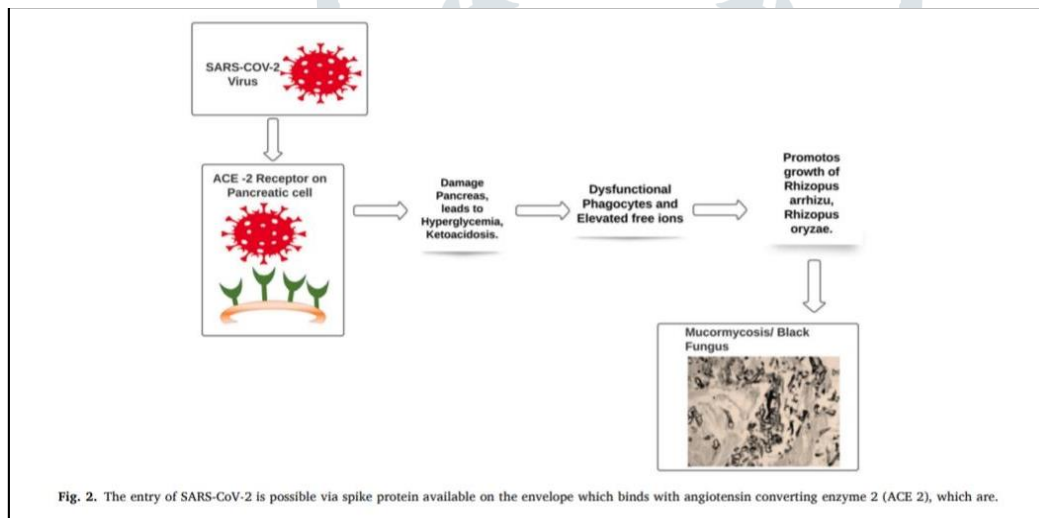 SARS-COV-2
Virus
ACE -2 Receptor on
Pancreatic cell
Damage
Pancreas,
leads to
Hyperglycemia,
Ketoacidosis.
Dysfunctional
Phagocytes and
Elevated free ions
Promotos
growth of
Rhizopus
arrhizu,
Rhizopus
oryzae.
Mucormycosis/ Black
Fungus
Fig. 2. The entry of SARS-CoV-2 is possible via spike protein available on the envelope which binds with angiotensin converting enzyme 2 (ACE 2), which are.